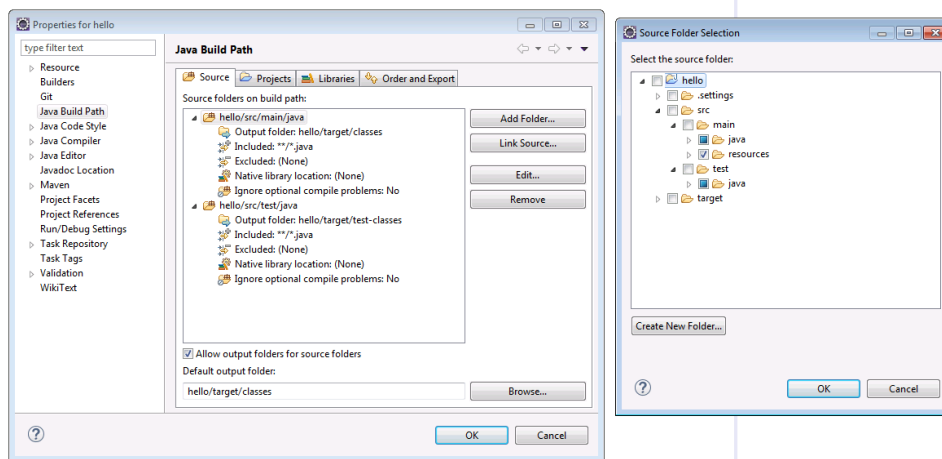 Properties for hello
type filter text
Resource
Builders
Git
Java Build Path
Java Code Style
Java Compiler
Java Editor
Javadoc Location
Maven
Project Facets
Project References
Run/Debug Settings
Task Repository
Task Tags
Validation
WikiText
Java Build Path
Source Projects Libraries Order and Export
Source folders on build path:
hello/src/main/java
Output folder: hello/target/classes
Included: **/*.java
Excluded: (None)
Native library location: (None)
Ignore optional compile problems: No
hello/src/test/java
Output folder: hello/target/test-classes
Included: **/*.java
Excluded: (None)
Native library location: (None)
Ignore optional compile problems: No
Add Folder...
Link Source...
Edit...
Remove
Allow output folders for source folders
Default output folder:
hello/target/classes
Browse...
OK Cancel
Source Folder Selection
Select the source folder:
hello
.settings
src
main
java
resources
test
java
target
Create New Folder...
OK Cancel